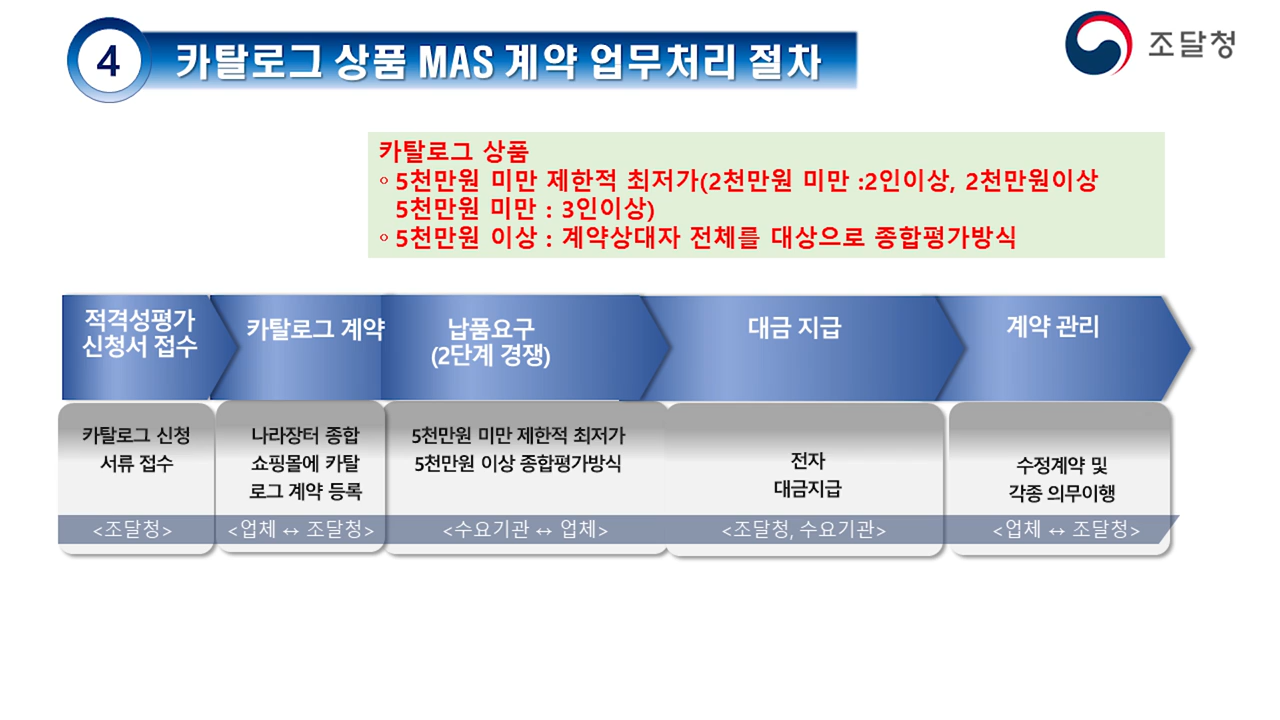 4
카탈로그 상품 MAS 계약 업무처리 절차
조달청
카탈로그 상품
◦ 5천만원 미만 제한적 최저가(2천만원 미만 :2인이상, 2천만원이상
5천만원 미만 : 3인이상)
◦ 5천만원 이상 : 계약상대자 전체를 대상으로 종합평가방식
적격성평가
신청서 접수
카탈로그 계약
납품요구
(2단계 경쟁)
대금 지급
계약 관리
카탈로그 신청
서류 접수
<조달청>
나라장터 종합
쇼핑몰에 카탈
로그 계약 등록
<업체 ↔ 조달청>
5천만원 미만 제한적 최저가
5천만원 이상 종합평가방식
<수요기관 ↔ 업체>
전자
대금지급
<조달청, 수요기관>
수정계약 및
각종 의무이행
<업체 ↔ 조달청>